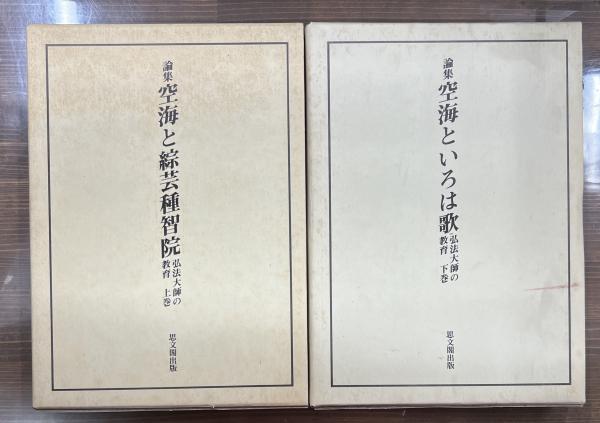 論集
空海と綜芸種智院
弘法大師の
教育 上巻
思文閣出版
論集
空海といろは歌
弘法大師の
教育 下巻
思文閣出版